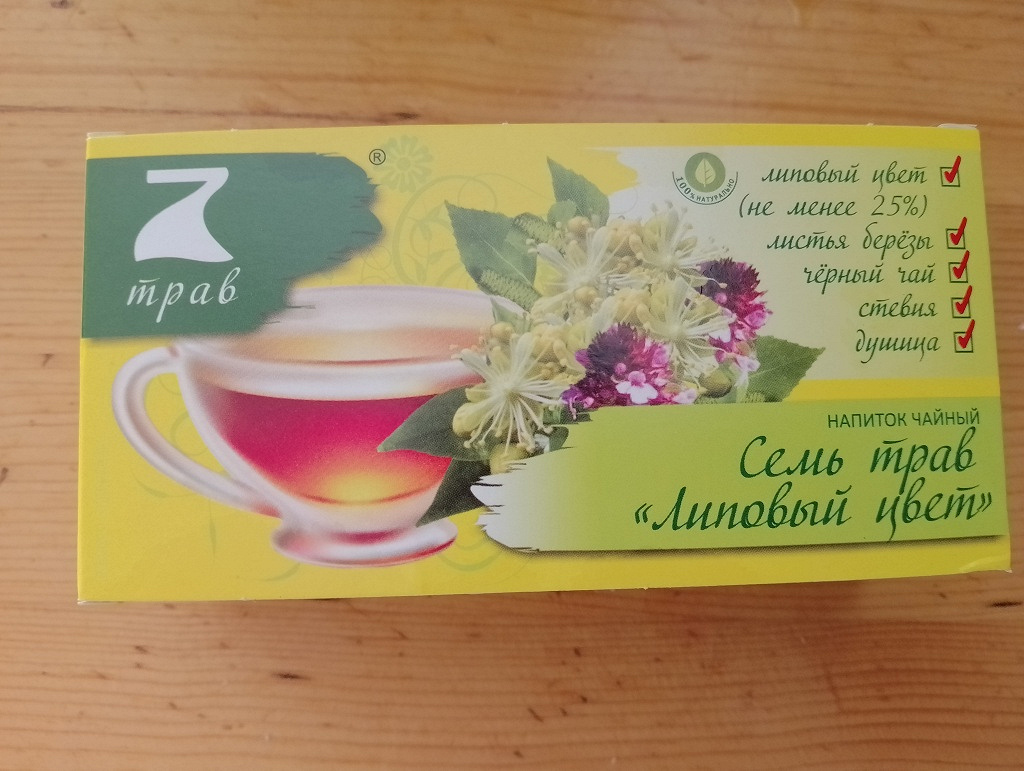 7
трав
®
100% НАТУРАЛЬНО
липовый цвет
(не менее 25%)
листья берёзы
чёрный чай
стевия
душица
НАПИТОК ЧАЙНЫЙ
Семь трав
«Липовый цвет»